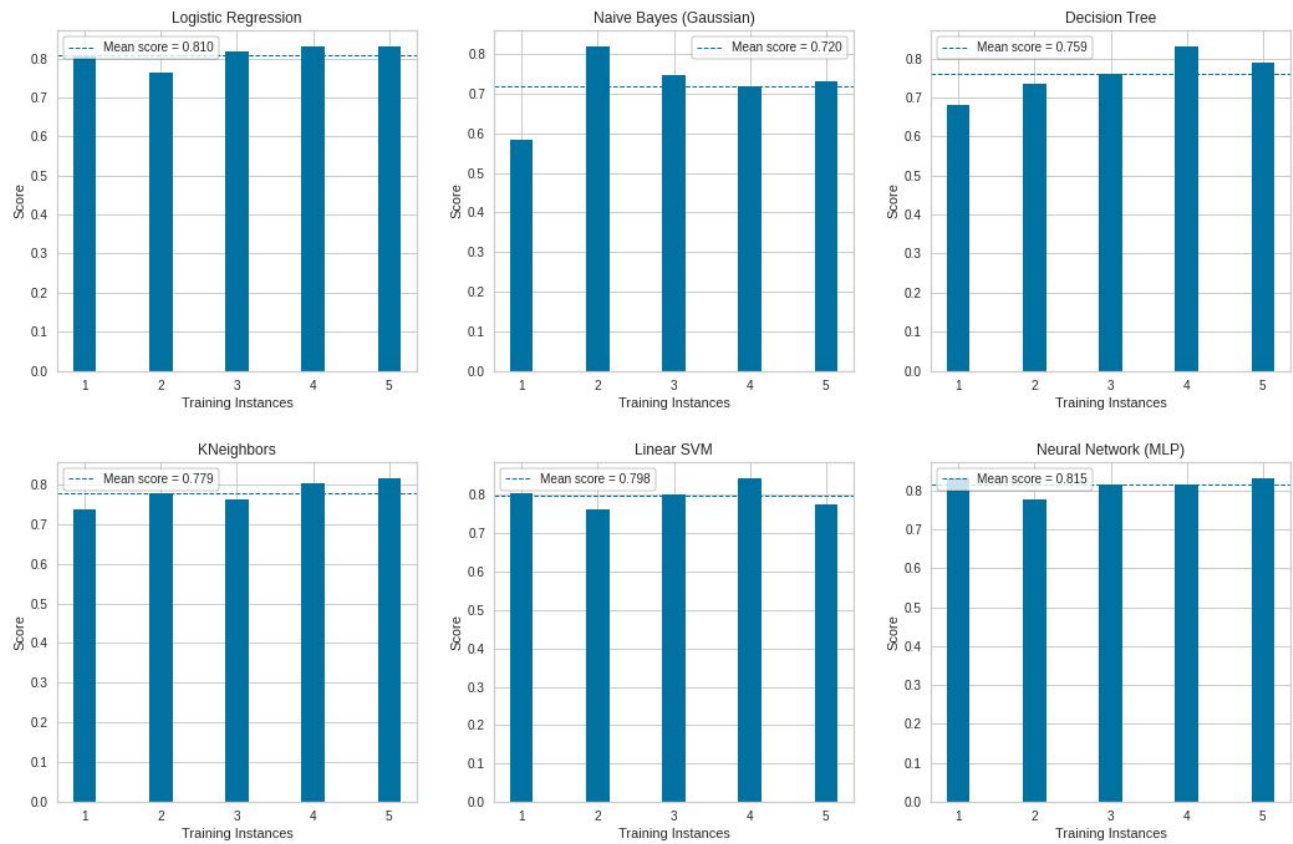 Logistic Regression
Mean score = 0.810
0.8
0.7
0.6
0.5
0.4
0.3
0.2
0.1
0.0
Score
1 2 3 4 5
Training Instances
Naive Bayes (Gaussian)
Mean score = 0.720
0.8
0.7
0.6
0.5
0.4
0.3
0.2
0.1
0.0
Score
1 2 3 4 5
Training Instances
Decision Tree
Mean score = 0.759
0.8
0.7
0.6
0.5
0.4
0.3
0.2
0.1
0.0
Score
1 2 3 4 5
Training Instances
KNeighbors
Mean score = 0.779
0.8
0.7
0.6
0.5
0.4
0.3
0.2
0.1
0.0
Score
1 2 3 4 5
Training Instances
Linear SVM
Mean score = 0.798
0.8
0.7
0.6
0.5
0.4
0.3
0.2
0.1
0.0
Score
1 2 3 4 5
Training Instances
Neural Network (MLP)
Mean score = 0.815
0.8
0.7
0.6
0.5
0.4
0.3
0.2
0.1
0.0
Score
1 2 3 4 5
Training Instances